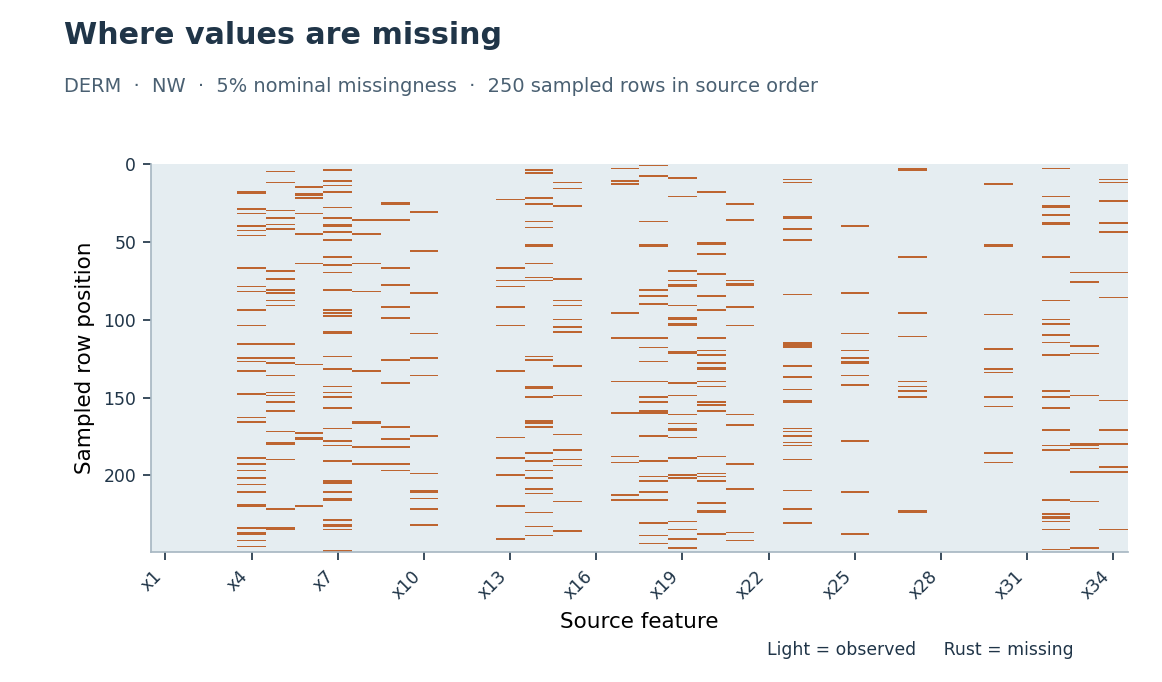 Where values are missing
DERM · NW · 5% nominal missingness · 250 sampled rows in source order
0
50
100
150
200
Sampled row position
x1 x4 x7 x10 x13 x16 x19 x22 x25 x28 x31 x34
Source feature
Light = observed Rust = missing